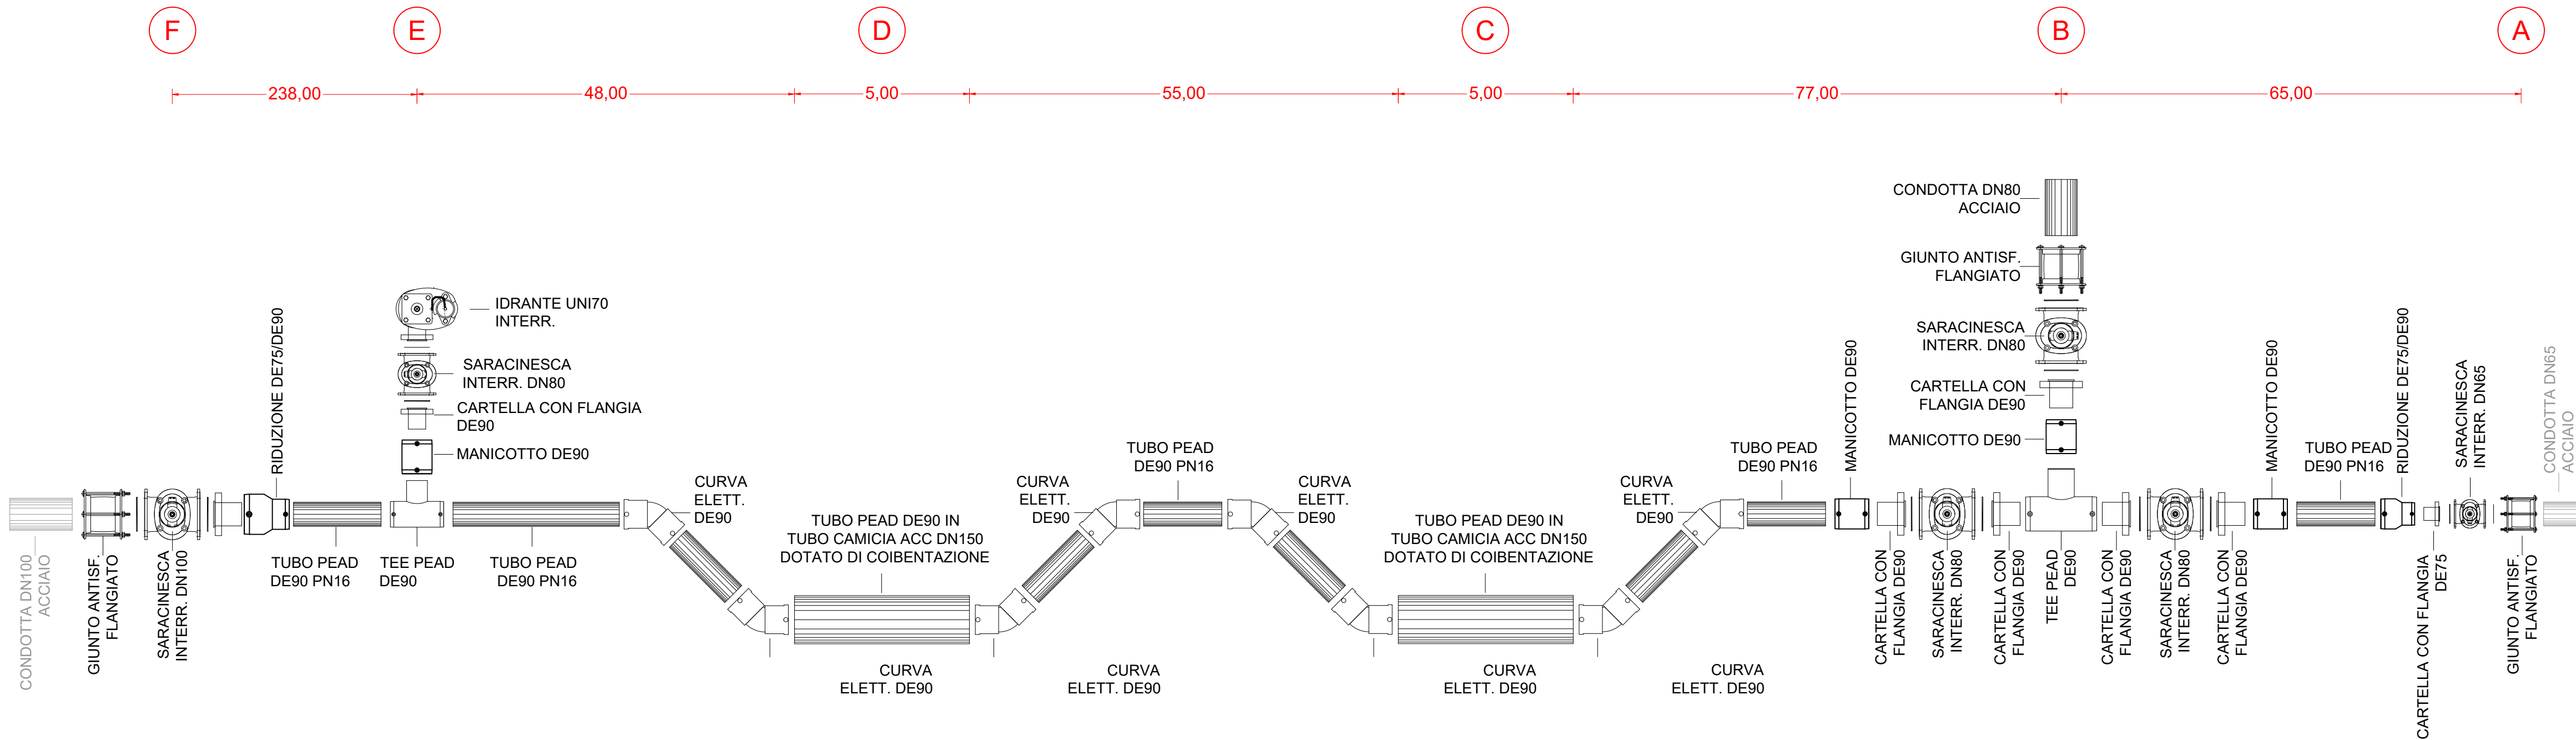 F
E
D
C
B
A
238,00
48,00
5,00
55,00
5,00
77,00
65,00
CONDOTTA DN100
ACCIAIO
GIUNTO ANTISF.
FLANGIATO
SARACINESCA
INTERR. DN100
RIDUZIONE DE75/DE90
TUBO PEAD
DE90 PN16
IDRANTE UNI70
INTERR.
SARACINESCA
INTERR. DN80
CARTELLA CON FLANGIA
DE90
MANICOTTO DE90
TEE PEAD
DE90
TUBO PEAD
DE90 PN16
CURVA
ELETT.
DE90
TUBO PEAD DE90 IN
TUBO CAMICIA ACC DN150
DOTATO DI COIBENTAZIONE
CURVA
ELETT. DE90
CURVA
ELETT.
DE90
CURVA
ELETT. DE90
TUBO PEAD
DE90 PN16
CURVA
ELETT.
DE90
TUBO PEAD DE90 IN
TUBO CAMICIA ACC DN150
DOTATO DI COIBENTAZIONE
CURVA
ELETT. DE90
CURVA
ELETT.
DE90
CURVA
ELETT. DE90
TUBO PEAD
DE90 PN16
MANICOTTO DE90
CARTELLA CON
FLANGIA DE90
SARACINESCA
INTERR. DN80
CARTELLA CON
FLANGIA DE90
CONDOTTA DN80
ACCIAIO
GIUNTO ANTISF.
FLANGIATO
SARACINESCA
INTERR. DN80
CARTELLA CON
FLANGIA DE90
MANICOTTO DE90
TEE PEAD
DE90
CARTELLA CON
FLANGIA DE90
SARACINESCA
INTERR. DN80
CARTELLA CON
FLANGIA DE90
MANICOTTO DE90
TUBO PEAD
DE90 PN16
RIDUZIONE DE75/DE90
CARTELLA CON FLANGIA
DE75
SARACINESCA
INTERR. DN65
GIUNTO ANTISF.
FLANGIATO
CONDOTTA DN65
ACCIAIO